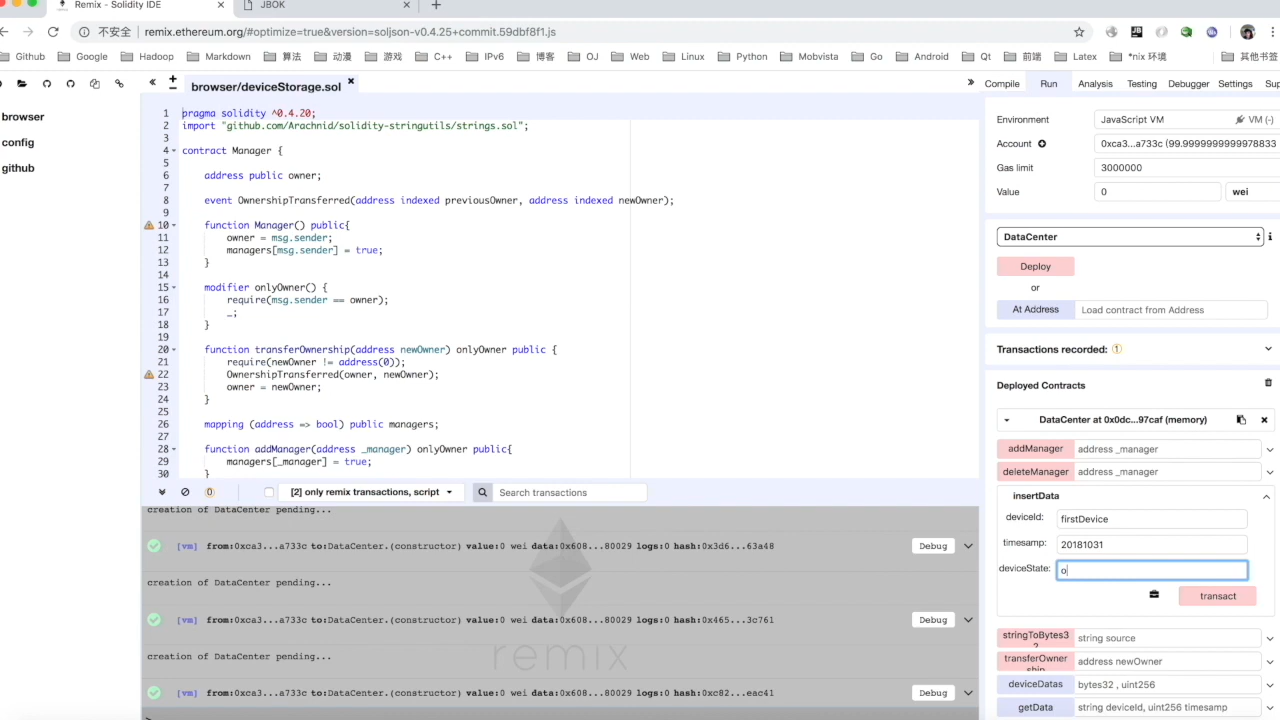 Remix - Solidity IDE × JBOK × +
不安全 remix.ethereum.org/#optimize=true&version=soljson-v0.4.25+commit.59dbf8f1.js
Github Google Hadoop Markdown 算法 动漫 游戏 C++ IPv6 博客 OJ Web Linux Python Mobvista Go Android Qt 前端 Latex *nix 环境 其他书签
browser/deviceStorage.sol
Compile Run Analysis Testing Debugger Settings Sup
browser
config
github
1 pragma solidity ^0.4.20;
2 import "github.com/Arachnid/solidity-stringutils/strings.sol";
3
4 contract Manager {
5
6 address public owner;
7
8 event OwnershipTransferred(address indexed previousOwner, address indexed newOwner);
9
10 function Manager() public{
11 owner = msg.sender;
12 managers[msg.sender] = true;
13 }
14
15 modifier onlyOwner() {
16 require(msg.sender == owner);
17 _;
18 }
19
20 function transferOwnership(address newOwner) onlyOwner public {
21 require(newOwner != address(0));
22 OwnershipTransferred(owner, newOwner);
23 owner = newOwner;
24 }
25
26 mapping (address => bool) public managers;
27
28 function addManager(address _manager) onlyOwner public{
29 managers[_manager] = true;
30 }
0 [2] only remix transactions, script Search transactions
creation of DataCenter pending...
[vm] from:0xca3...a733c to:DataCenter.(constructor) value:0 wei data:0x608...80029 logs:0 hash:0x3d6...63a48 Debug
creation of DataCenter pending...
[vm] from:0xca3...a733c to:DataCenter.(constructor) value:0 wei data:0x608...80029 logs:0 hash:0x465...3c761 Debug
creation of DataCenter pending...
remix
[vm] from:0xca3...a733c to:DataCenter.(constructor) value:0 wei data:0x608...80029 logs:0 hash:0xc82...eac41 Debug
>
Environment JavaScript VM VM (-)
Account 0xca3...a733c (99.9999999999978833
Gas limit 3000000
Value 0 wei
DataCenter
Deploy
or
At Address Load contract from Address
Transactions recorded: 1
Deployed Contracts
DataCenter at 0x0dc...97caf (memory)
addManager address _manager
deleteManager address _manager
insertData
deviceId: firstDevice
timesamp: 20181031
deviceState: o
transact
stringToBytes3
2 string source
transferOwner
ship address newOwner
deviceDatas bytes32 , uint256
getData string deviceId, uint256 timesamp